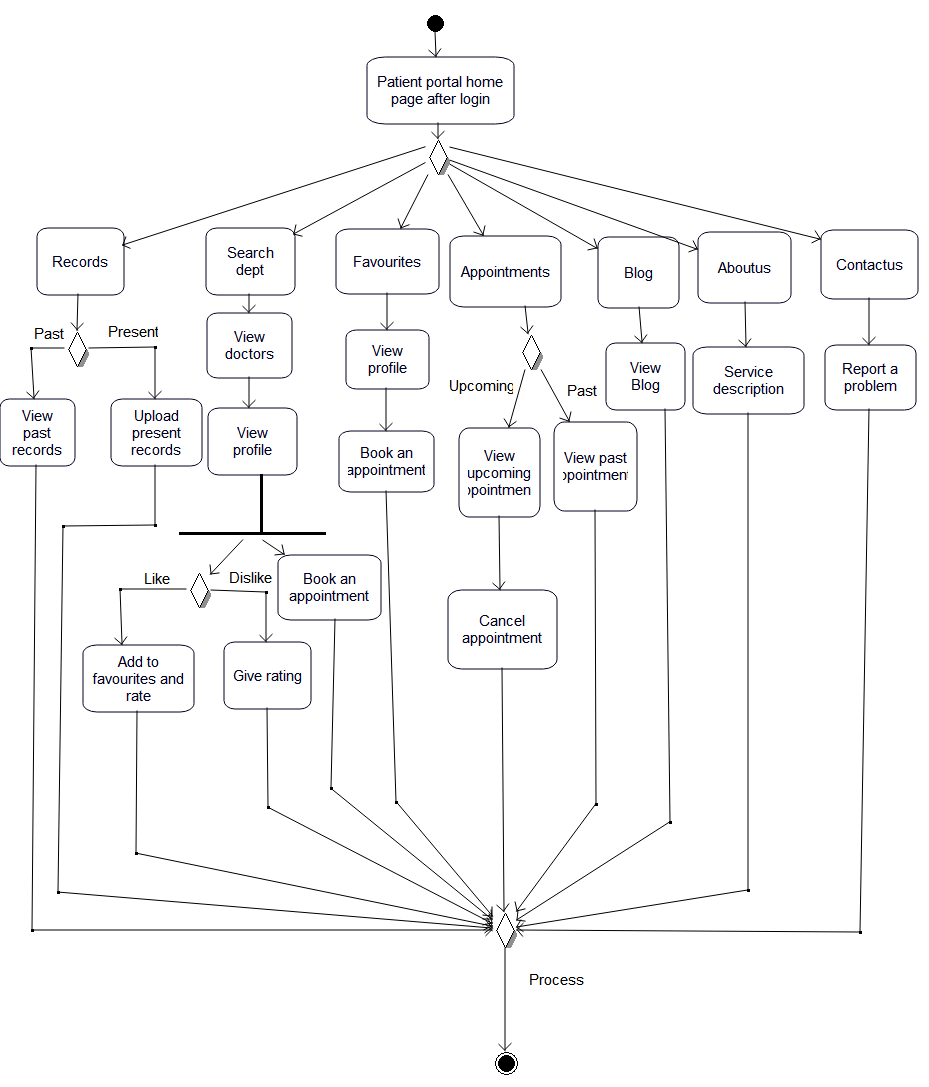 Patient portal home
page after login
Records
Search
dept
Favourites
Appointments
Blog
Aboutus
Contactus
Past
Present
View
doctors
View
profile
Upcoming
Past
View
Blog
Service
description
Report a
problem
View
past
records
Upload
present
records
View
profile
Book an
appointment
View
upcoming
ppointmen
View past
ppointment
Like
Dislike
Book an
appointment
Cancel
appointment
Add to
favourites and
rate
Give rating
Process